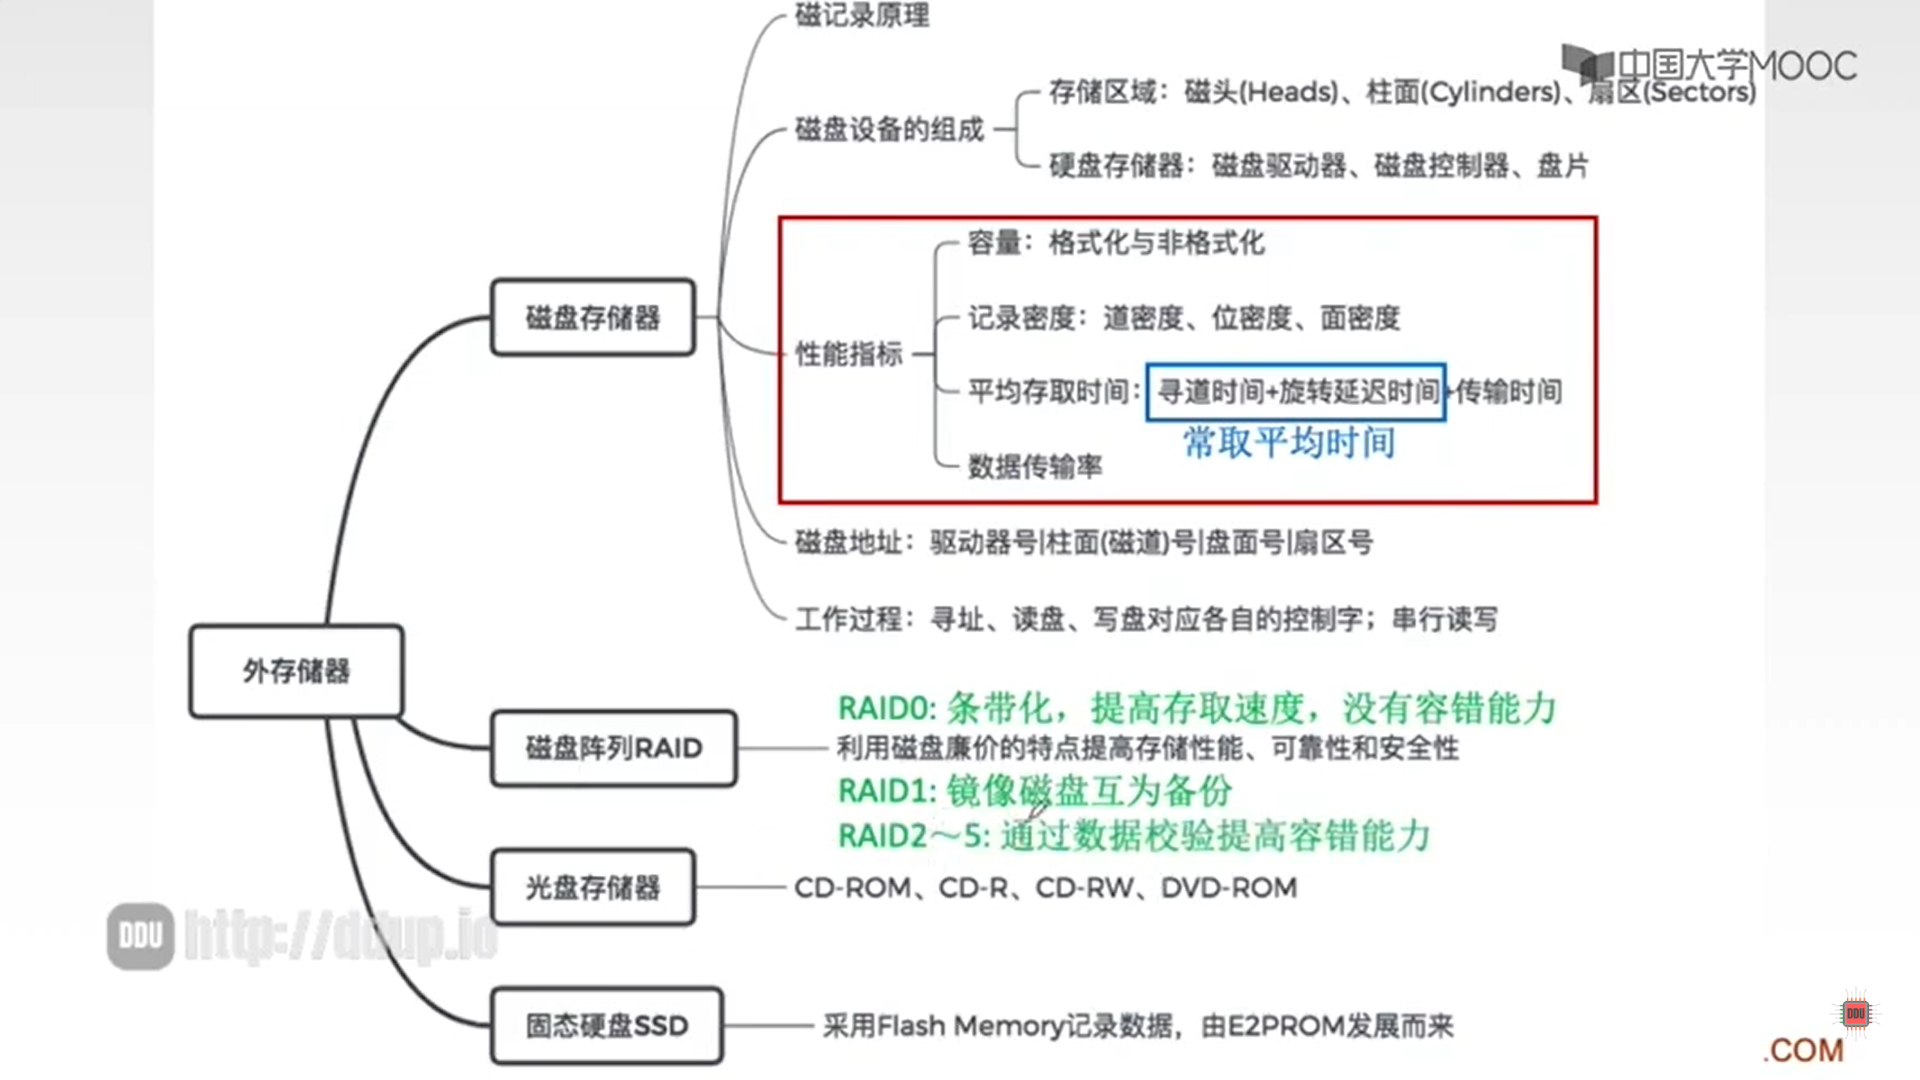 磁记录原理
中国大学MOOC
存储区域：磁头(Heads)、柱面(Cylinders)、扇区(Sectors)
磁盘设备的组成
硬盘存储器：磁盘驱动器、磁盘控制器、盘片
容量：格式化与非格式化
磁盘存储器
记录密度：道密度、位密度、面密度
性能指标
平均存取时间：寻道时间+旋转延迟时间+传输时间
常取平均时间
数据传输率
磁盘地址：驱动器号|柱面(磁道)号|盘面号|扇区号
工作过程：寻址、读盘、写盘对应各自的控制字；串行读写
外存储器
RAID0: 条带化，提高存取速度，没有容错能力
磁盘阵列RAID
利用磁盘廉价的特点提高存储性能、可靠性和安全性
RAID1: 镜像磁盘互为备份
RAID2～5: 通过数据校验提高容错能力
光盘存储器
CD-ROM、CD-R、CD-RW、DVD-ROM
DDU http://ddup.io
固态硬盘SSD
采用Flash Memory记录数据，由E2PROM发展而来
DDU
.COM